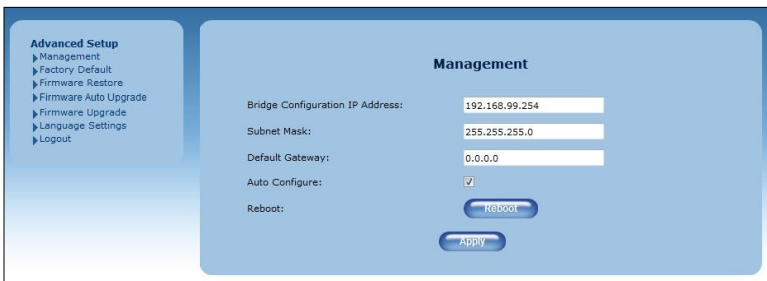 Advanced Setup
Management
Factory Default
Firmware Restore
Firmware Auto Upgrade
Firmware Upgrade
Language Settings
Logout
Management
Bridge Configuration IP Address: 192.168.99.254
Subnet Mask: 255.255.255.0
Default Gateway: 0.0.0.0
Auto Configure:
Reboot: Reboot
Apply